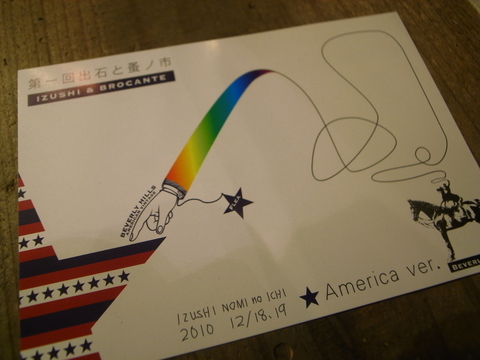 第一回出石と蚤ノ市
IZUSHI & BROCANTE
BEVERLY HILLS
IZUSHI NOMI no ICHI
2010 12/18.19
★America ver.
BEVERL